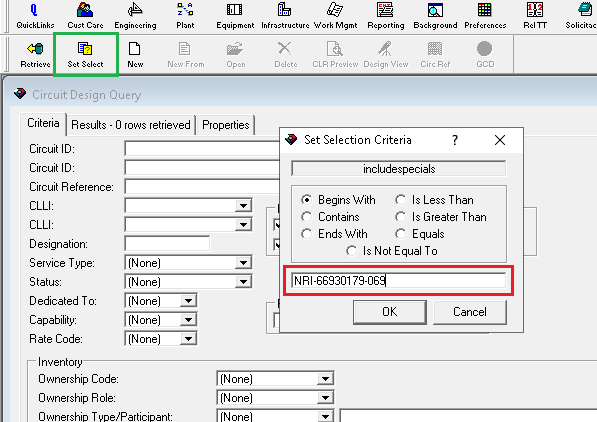 QuickLinks Cust Care Engineering Plant Equipment Infrastructure Work Mgmt Reporting Background Preferences Rel TT Solicitac
Retrieve Set Select New New From Open Delete CLR Preview Design View Circ Ref GCD
Circuit Design Query
Criteria Results - 0 rows retrieved Properties
Circuit ID:
Circuit ID:
Circuit Reference:
CLLI:
CLLI:
Designation:
Service Type: (None)
Status: (None)
Dedicated To: (None)
Capability: (None)
Rate Code: (None)
Inventory
Ownership Code: (None)
Ownership Role: (None)
Ownership Type/Participant: (None)
Set Selection Criteria ?
includespecials
Begins With Is Less Than
Contains Is Greater Than
Ends With Equals
Is Not Equal To
NRI-66930179-069
OK Cancel